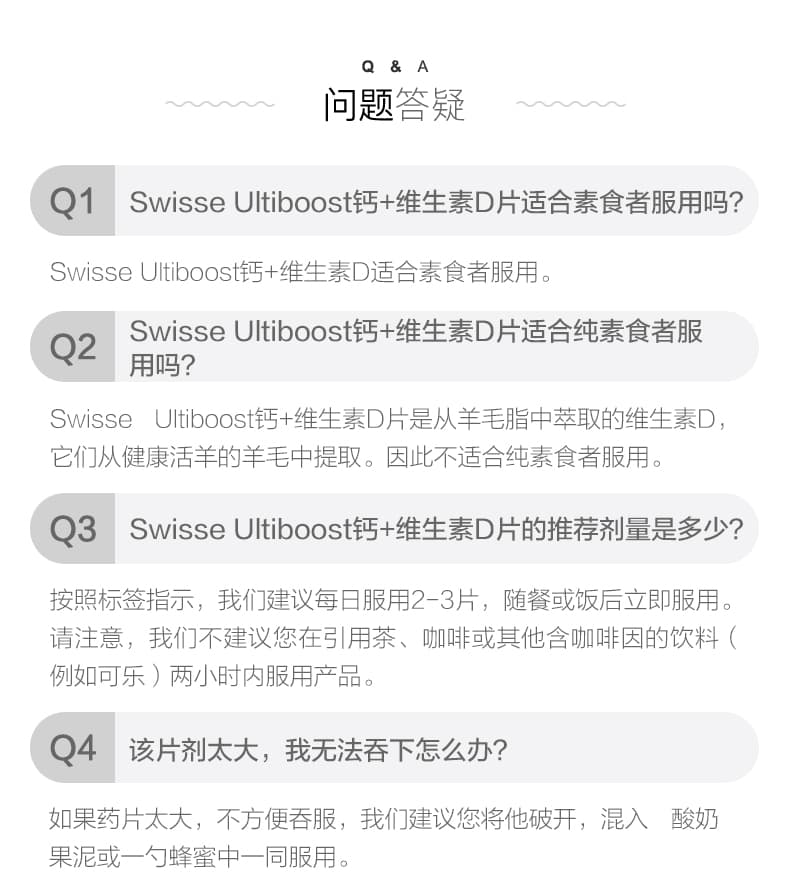 Q & A
问题答疑
Q1
Swisse Ultiboost钙+维生素D片适合素食者服用吗?
Swisse Ultiboost钙+维生素D适合素食者服用。
Q2
Swisse Ultiboost钙+维生素D片适合纯素食者服
用吗?
Swisse Ultiboost钙+维生素D片是从羊毛脂中萃取的维生素D，
它们从健康活羊的羊毛中提取。因此不适合纯素食者服用。
Q3
Swisse Ultiboost钙+维生素D片的推荐剂量是多少?
按照标签指示，我们建议每日服用2-3片，随餐或饭后立即服用。
请注意，我们不建议您在引用茶、咖啡或其他含咖啡因的饮料（
例如可乐）两小时内服用产品。
Q4
该片剂太大，我无法吞下怎么办?
如果药片太大，不方便吞服，我们建议您将他破开，混入 酸奶
果泥或一勺蜂蜜中一同服用。